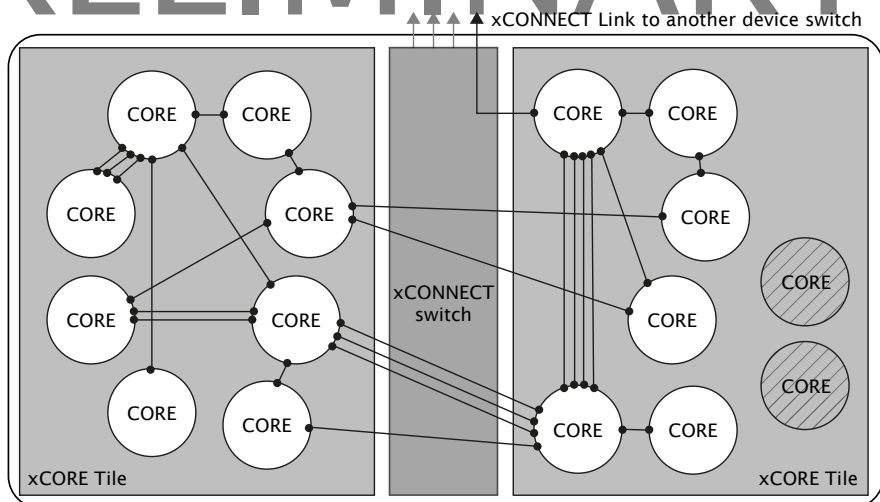 PRELIMINARY
xCONNECT Link to another device switch
CORE CORE CORE CORE
CORE CORE CORE
CORE
CORE CORE xCONNECT CORE
switch
CORE
CORE CORE CORE CORE
xCORE Tile xCORE Tile